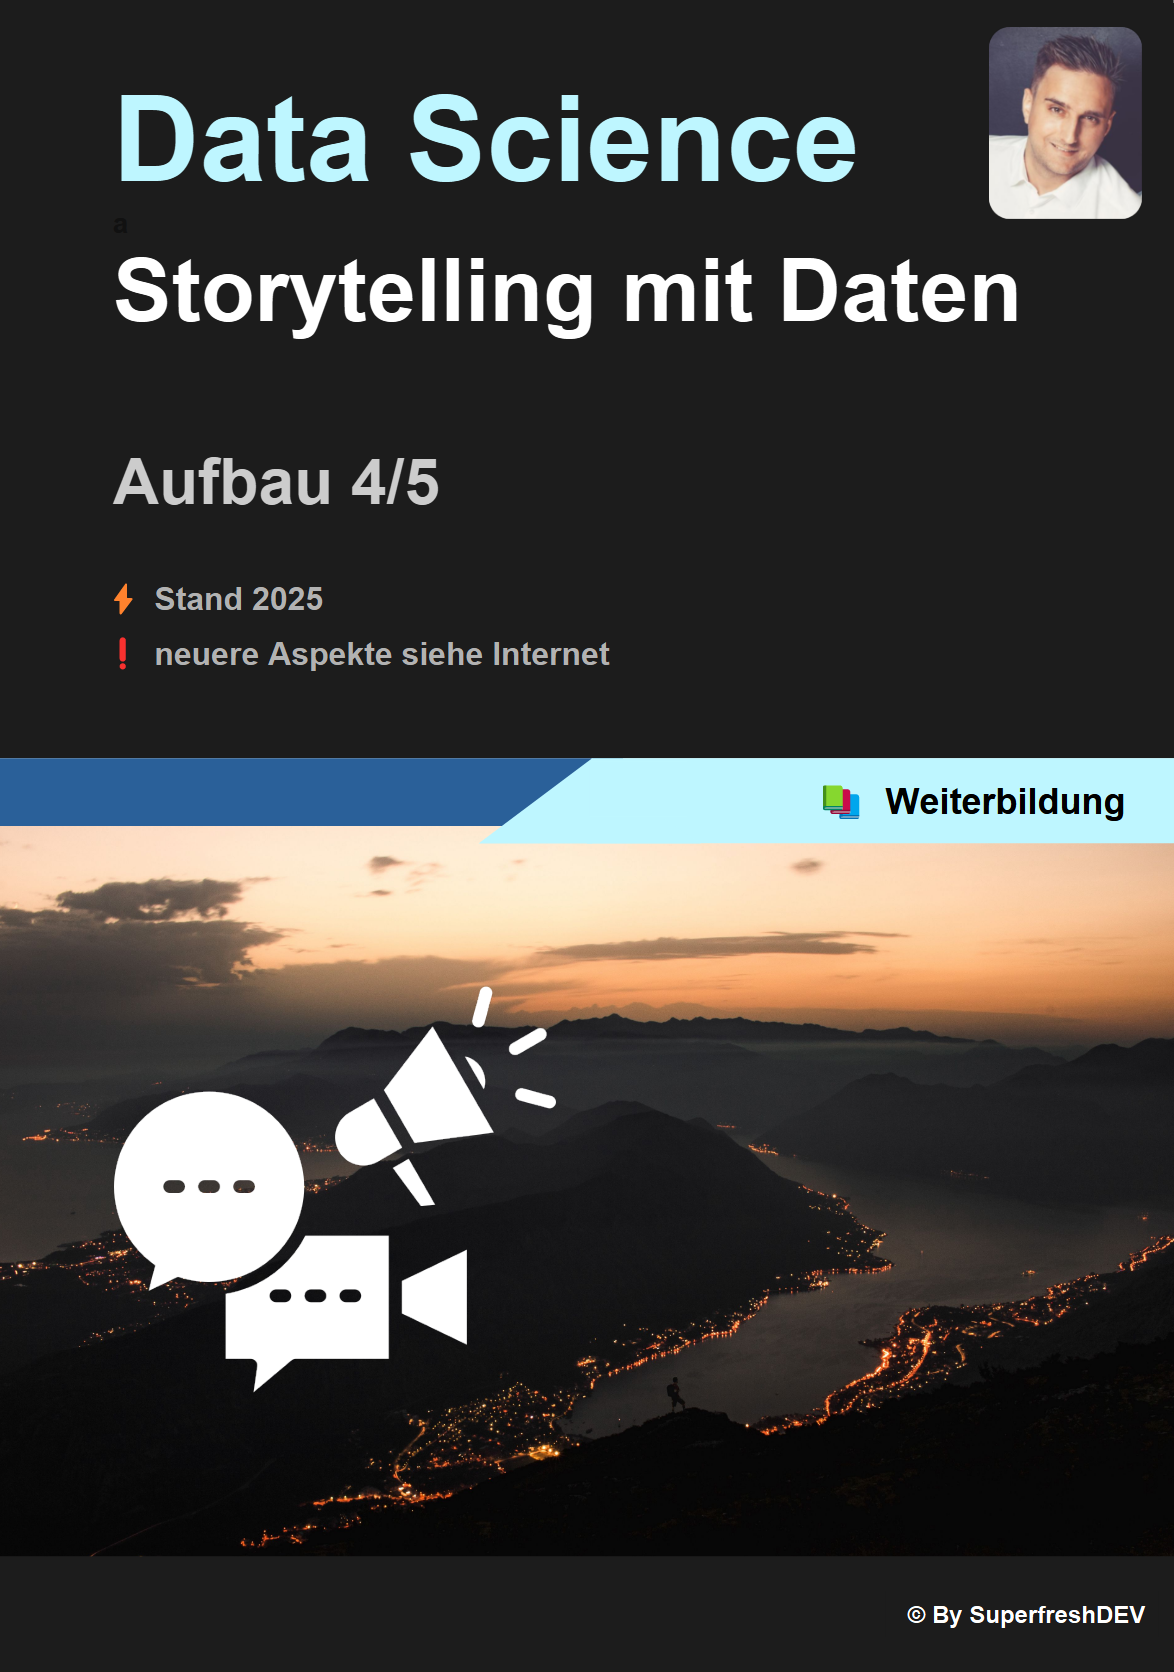 Data Science
a
Storytelling mit Daten
Aufbau 4/5
Stand 2025
neuere Aspekte siehe Internet
Weiterbildung
© By SuperfreshDEV